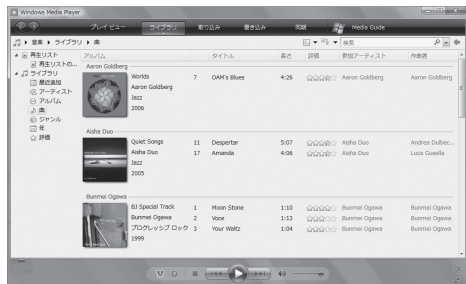 Windows Media Player
プレイ ビュー ライブラリ 取り込み 書き込み 同期 Media Guide
音楽 ▶ ライブラリ ▶ 曲 検索
再生リスト
再生リストの...
ライブラリ
最近追加
アーティスト
アルバム
曲
ジャンル
年
評価
アルバム タイトル 長さ 評価 参加アーティスト 作曲者
Aaron Goldberg
Worlds 7 OAM's Blues 4:26 Aaron Goldberg
Aaron Goldberg
Jazz
2006
Aisha Duo
Quiet Songs 11 Despertar 5:07 Aisha Duo Andrea Dulbec...
Aisha Duo 17 Amanda 4:06 Aisha Duo Luca Gusella
Jazz
2005
Bunmei Ogawa
BJ Special Track 1 Moon Stone 1:10 Bunmei Ogawa Bunmei Ogawa
Bunmei Ogawa 2 Voce 1:13 Bunmei Ogawa Bunmei Ogawa
プログレッシブ ロック 3 Your Waltz 1:04 Bunmei Ogawa Bunmei Ogawa
1999